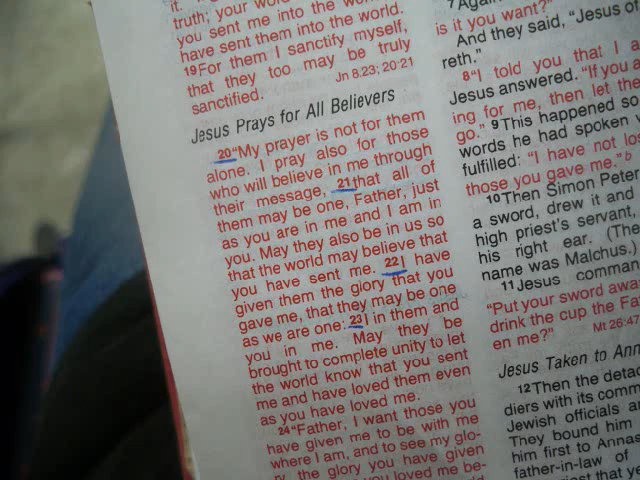 it.
truth; your
you sent me into the
have sent them into the world.
19For them I sanctify myself,
that they too may be truly
sanctified. Jn 8:23; 20:21
Jesus Prays for All Believers
20"My prayer is not for them
alone. I pray also for those
who will believe in me through
their message, 21that all of
them may be one, Father, just
as you are in me and I am in
you. May they also be in us so
that the world may believe that
you have sent me. 22I have
given them the glory that you
gave me, that they may be one
as we are one: 23I in them and
you in me. May they be
brought to complete unity to let
the world know that you sent
me and have loved them even
as you have loved me.
24"Father, I want those you
have given me to be with me
where I am, and to see my glo-
the glory you have given
you loved me be-
is it you want?"
And they said, "Jesus of
reth."
8"I told you that I a
Jesus answered. "If you a
ing for me, then let the
go." 9This happened so
words he had spoken
fulfilled: "I have not los
those you gave me." b
10Then Simon Peter
a sword, drew it and
high priest's servant,
his right ear. (The
name was Malchus.)
11Jesus comman
"Put your sword awa
drink the cup the Fa
en me?" Mt 26:47
Jesus Taken to Ann
12Then the detac
diers with its comm
Jewish officials a
They bound him
him first to Annas
father-in-law of